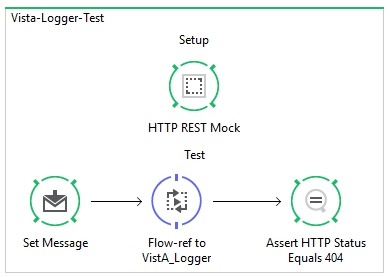 Vista-Logger-Test
Setup
HTTP REST Mock
Test
Set Message
Flow-ref to
VistA_Logger
Assert HTTP Status
Equals 404